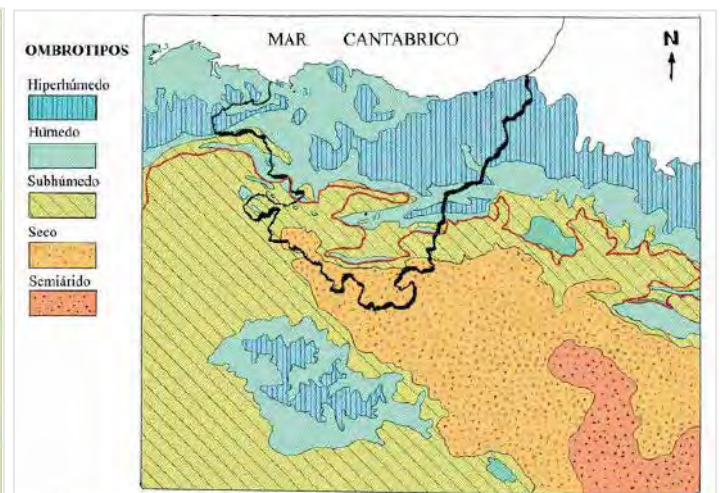 MAR CANTABRICO
N
OMBROTIPOS
Hiperhúmedo
Húmedo
Subhúmedo
Seco
Semiárido